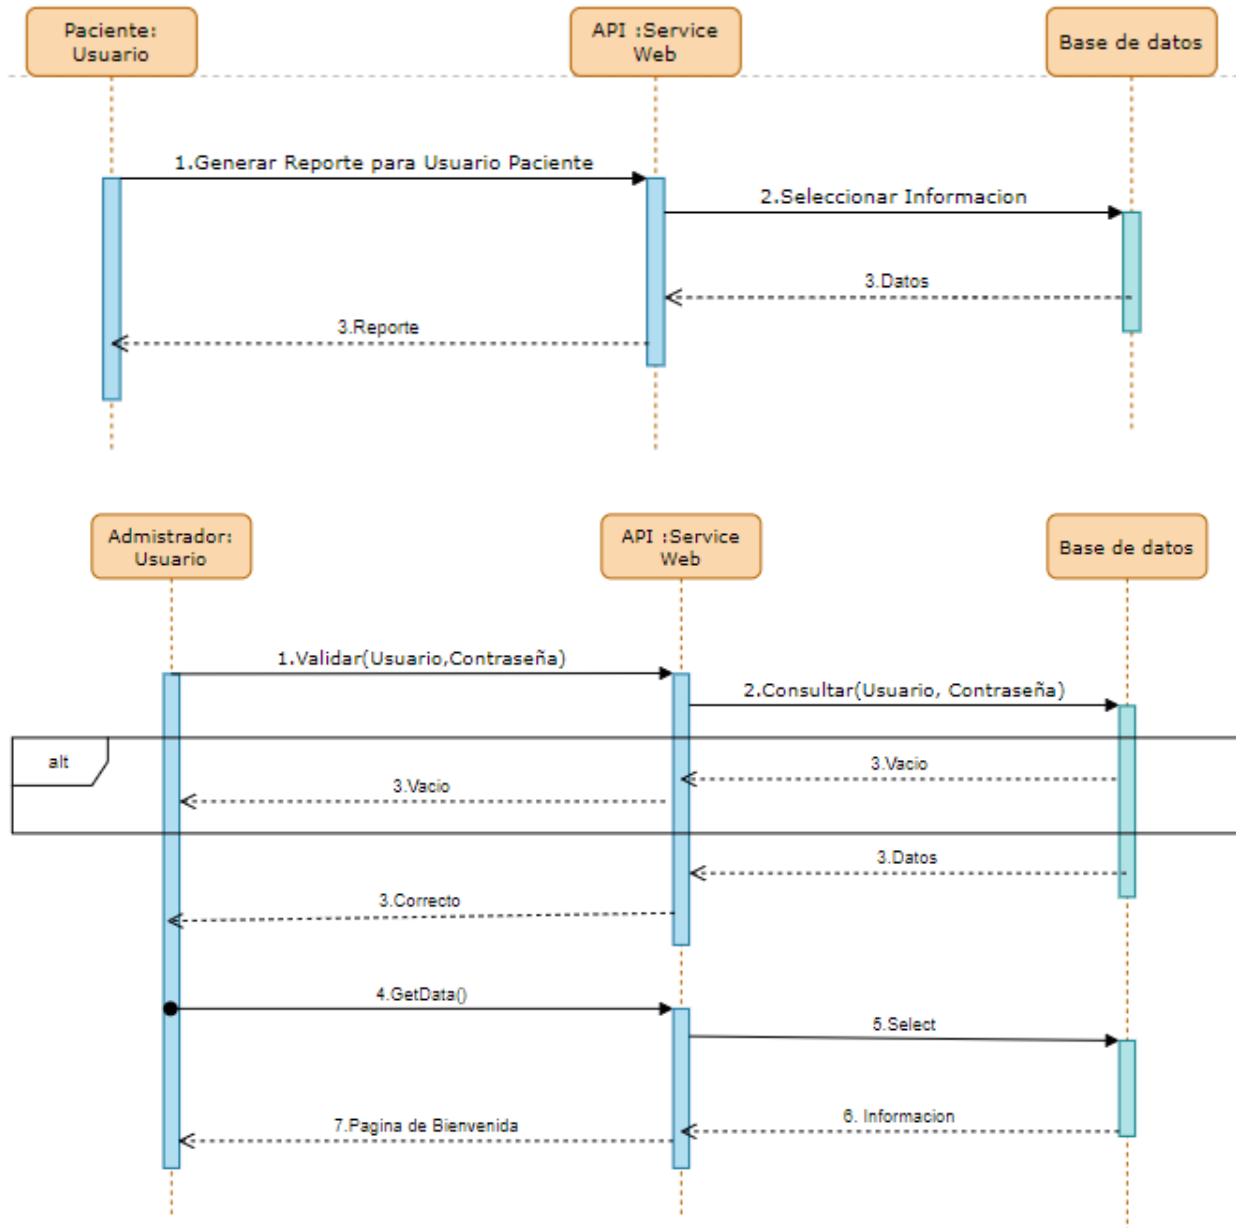 Paciente:
Usuario
API :Service
Web
Base de datos
1.Generar Reporte para Usuario Paciente
2.Seleccionar Informacion
3.Datos
3.Reporte
Admistrador:
Usuario
API :Service
Web
Base de datos
1.Validar(Usuario,Contraseña)
2.Consultar(Usuario, Contraseña)
alt
3.Vacio
3.Vacio
3.Datos
3.Correcto
4.GetData()
5.Select
6. Informacion
7.Pagina de Bienvenida